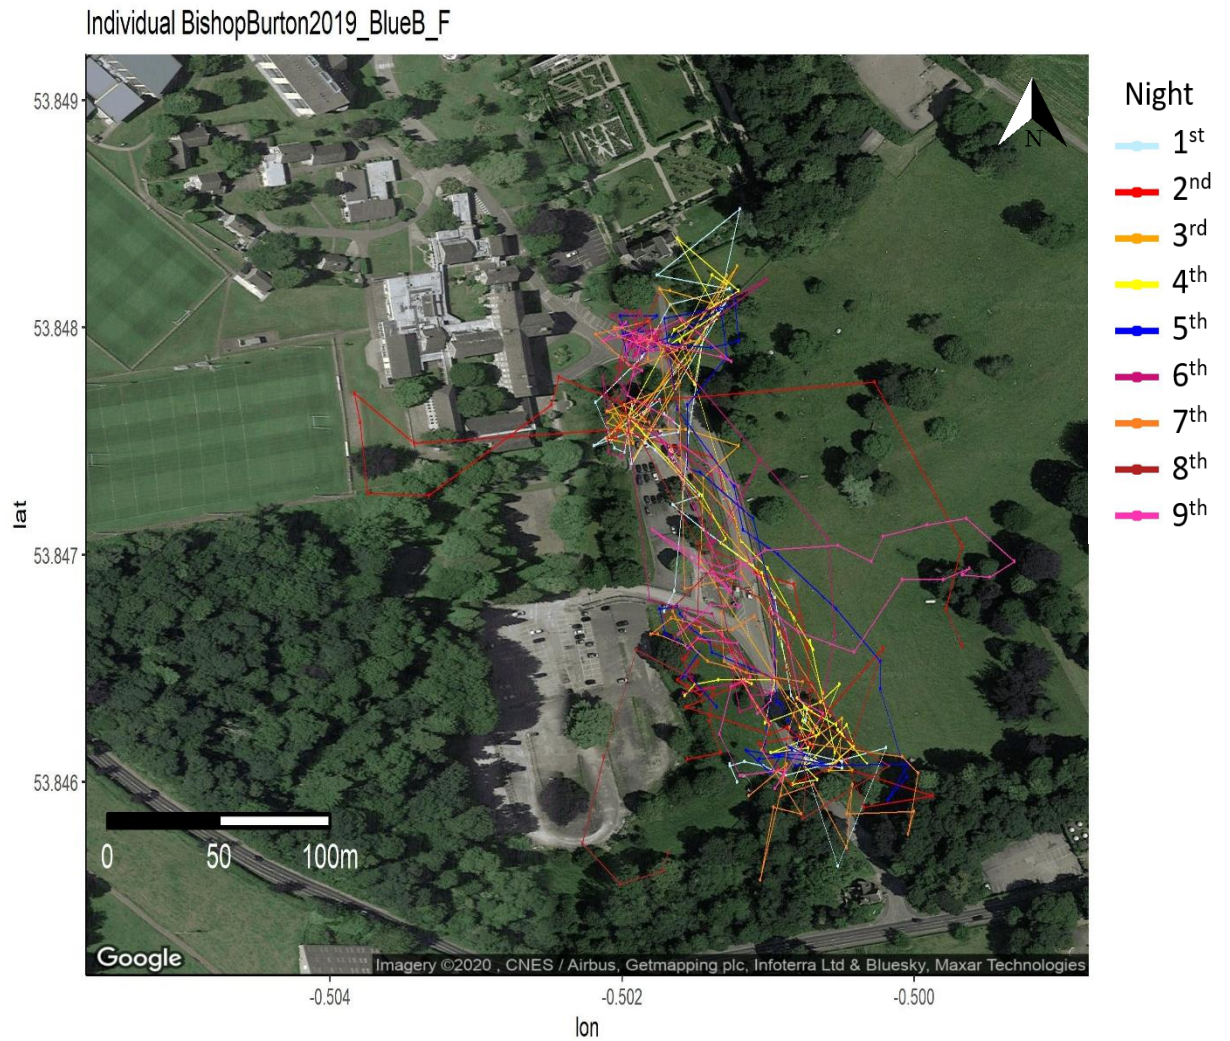 Individual BishopBurton2019_BlueB_F
Night
1st
2nd
3rd
4th
5th
6th
7th
8th
9th
N
53.849
53.848
53.847
53.846
lat
0 50 100m
Google
Imagery ©2020 , CNES / Airbus, Getmapping plc, Infoterra Ltd & Bluesky, Maxar Technologies
-0.504 -0.502 -0.500
lon